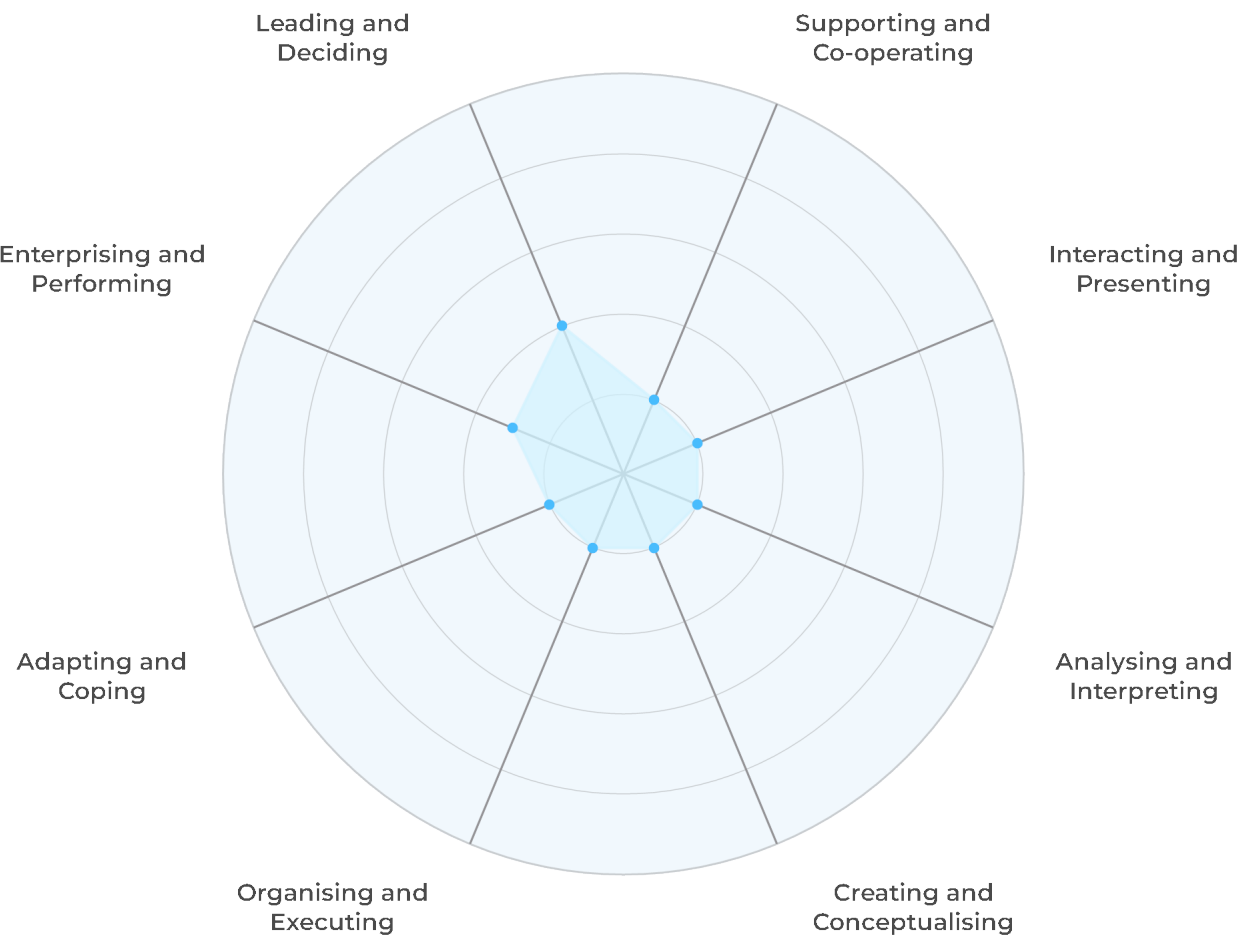 Leading and
Deciding
Supporting and
Co-operating
Enterprising and
Performing
Interacting and
Presenting
Adapting and
Coping
Analysing and
Interpreting
Organising and
Executing
Creating and
Conceptualising